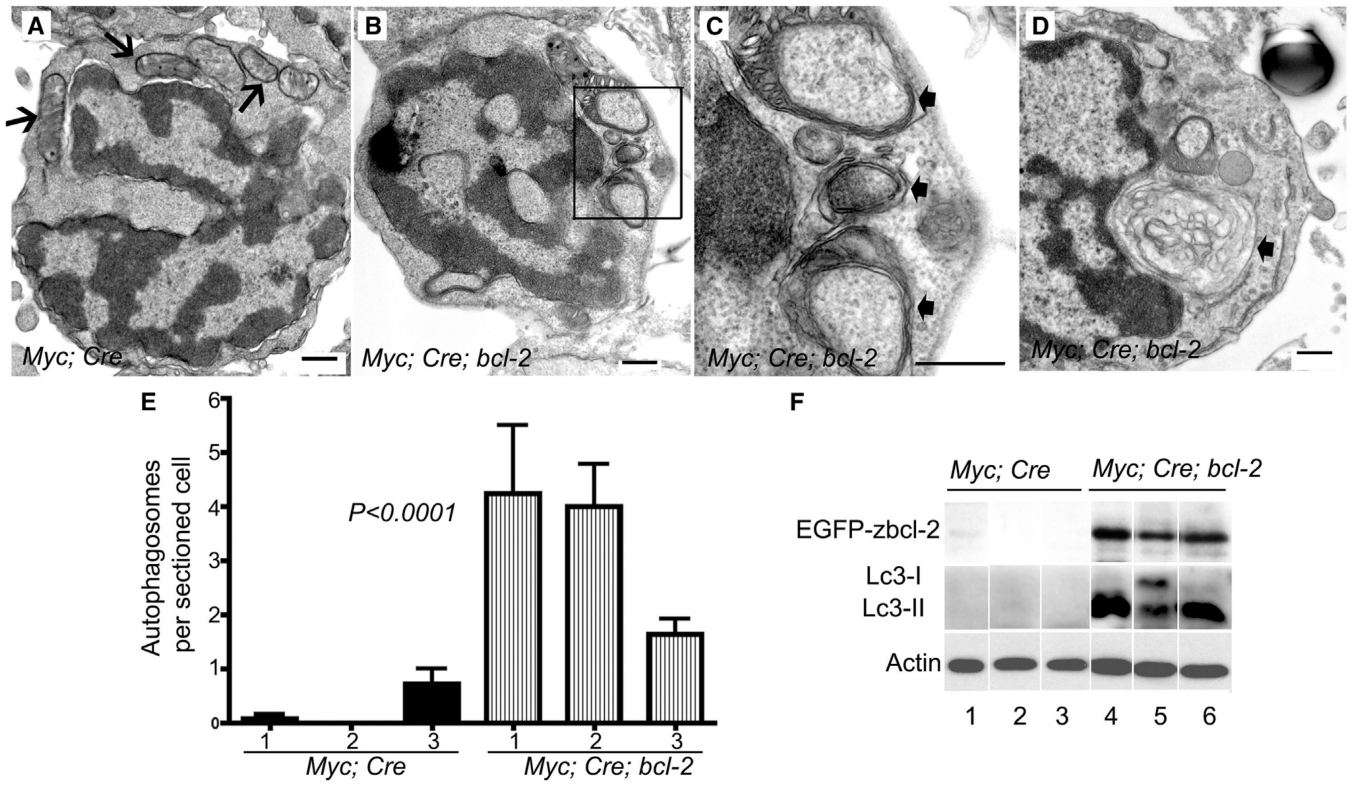 A
B
C
D
Myc; Cre
Myc; Cre; bcl-2
Myc; Cre; bcl-2
Myc; Cre; bcl-2
E
Autophagosomes
per sectioned cell
6
5
4
3
2
1
0
P<0.0001
1 2 3 1 2 3
Myc; Cre Myc; Cre; bcl-2
F
Myc; Cre Myc; Cre; bcl-2
EGFP-zbcl-2
Lc3-I
Lc3-II
Actin
1 2 3 4 5 6